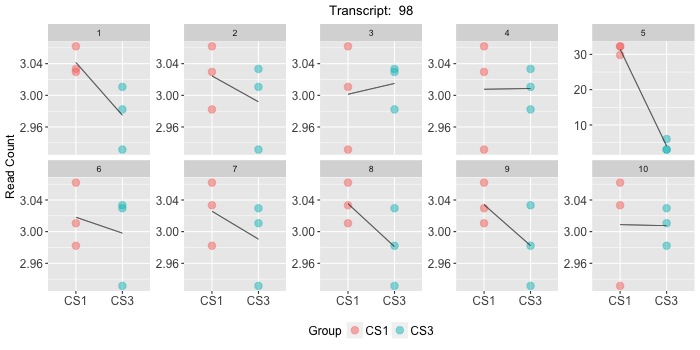 Transcript: 98
1 2 3 4 5
3.04 3.04 3.04 3.04 30
3.00 3.00 3.00 3.00 20
2.96 2.96 2.96 2.96 10
Read Count
6 7 8 9 10
3.04 3.04 3.04 3.04 3.04
3.00 3.00 3.00 3.00 3.00
2.96 2.96 2.96 2.96 2.96
CS1 CS3 CS1 CS3 CS1 CS3 CS1 CS3 CS1 CS3
Group CS1 CS3